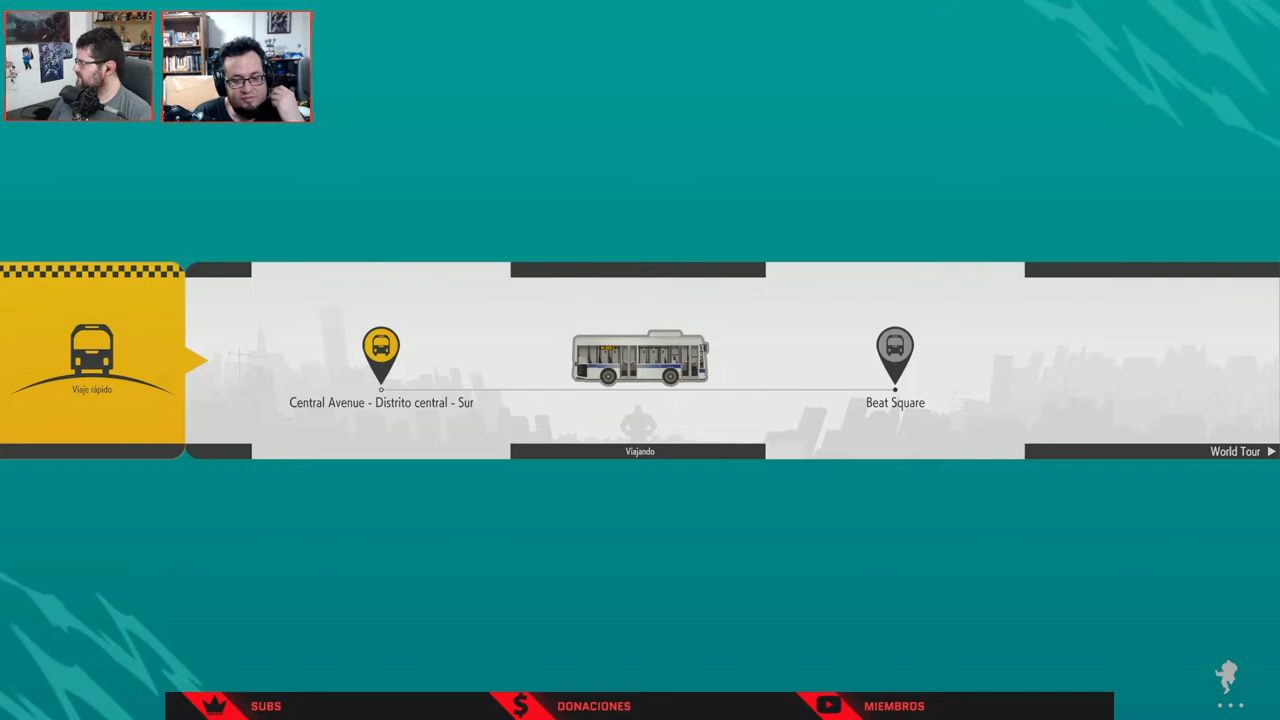 Viaje rápido
Central Avenue - Distrito central - Sur
Beat Square
Viajando
World Tour
SUBS
DONACIONES
MIEMBROS